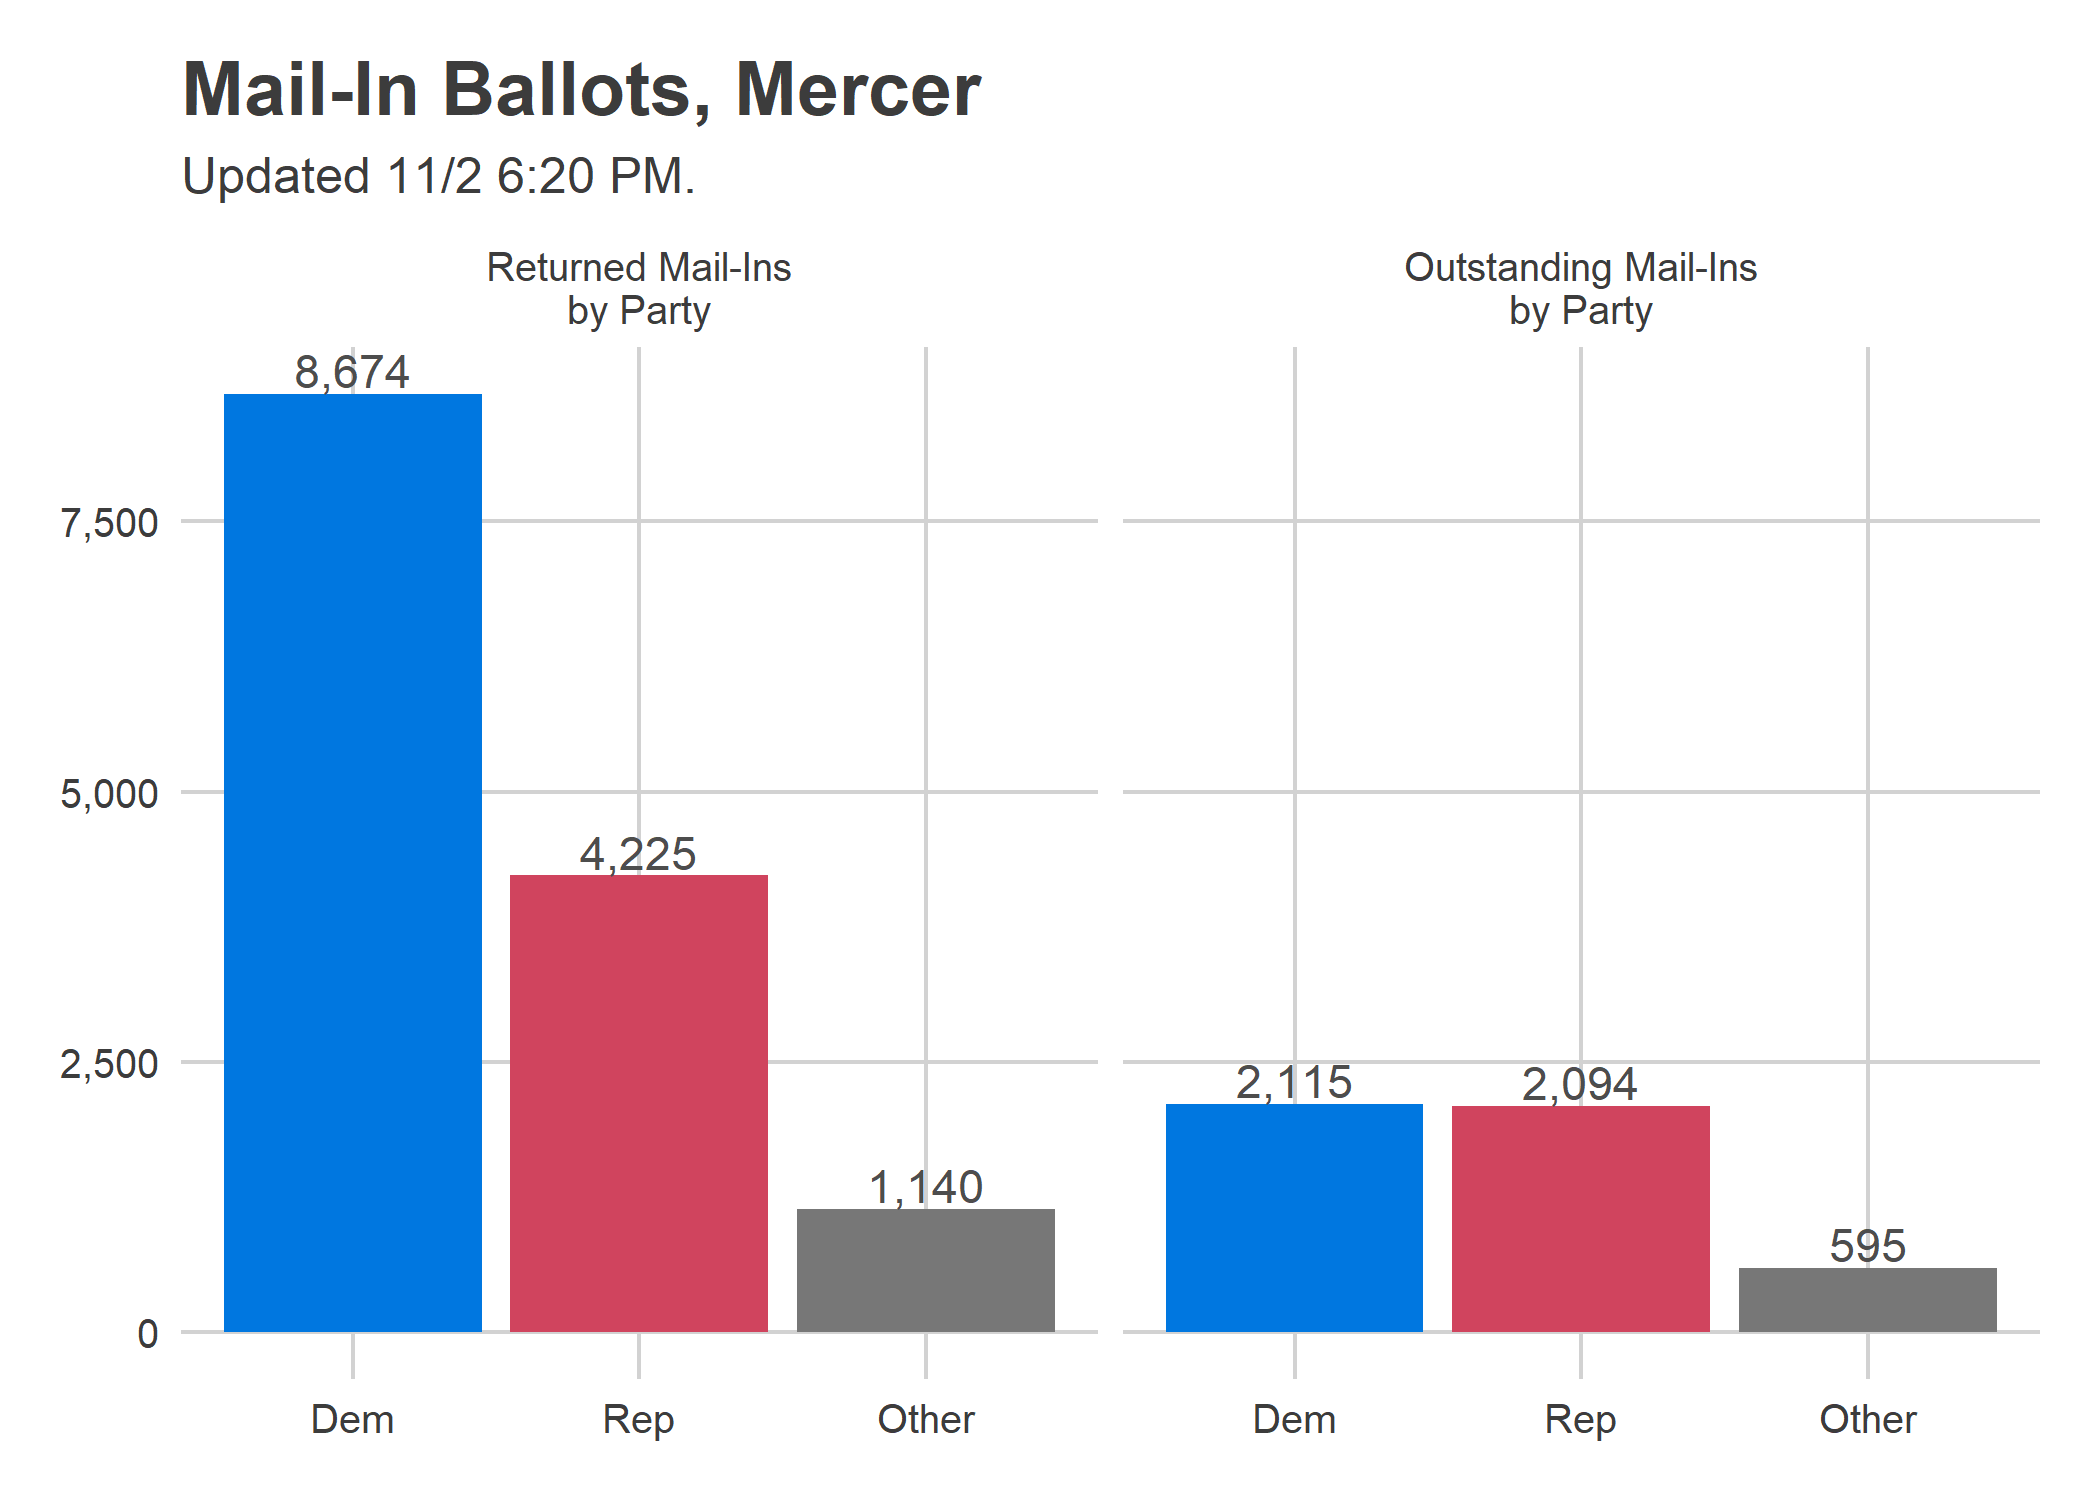 Mail-In Ballots, Mercer
Updated 11/2 6:20 PM.
Returned Mail-Ins
by Party
Outstanding Mail-Ins
by Party
8,674
7,500
5,000
4,225
2,500
2,115
2,094
1,140
595
0
Dem
Rep
Other
Dem
Rep
Other